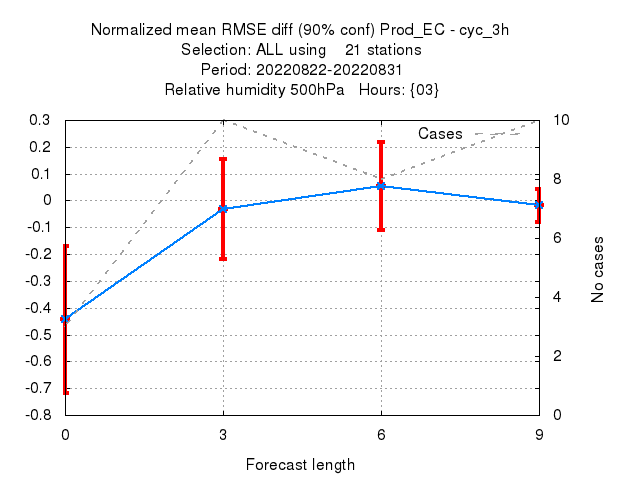 Normalized mean RMSE diff (90% conf) Prod_EC - cyc_3h
Selection: ALL using    21 stations
Period: 20220822-20220831
Relative humidity 500hPa   Hours: {03}
Cases
0.3
0.2
0.1
0
-0.1
-0.2
-0.3
-0.4
-0.5
-0.6
-0.7
-0.8
10
8
6
4
2
0
No cases
0 3 6 9
Forecast length